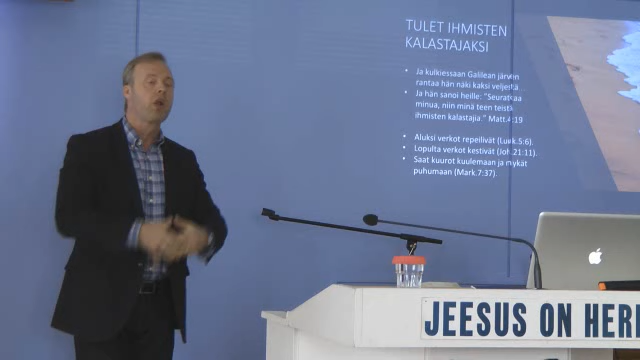 TULET IHMISTEN
KALASTAJAKSI
• Ja kulkiessaan Galilean järven
rantaa hän näki kaksi veljestä...
• Ja hän sanoi heille: "Seuratkaa
minua, niin minä teen teistä
ihmisten kalastajia." Matt.4:19
• Aluksi verkot repeilivät (Luuk.5:6).
• Lopulta verkot kestivät (Joh.21:11).
• Saat kuurot kuulemaan ja mykät
puhumaan (Mark.7:37).
JEESUS ON HER